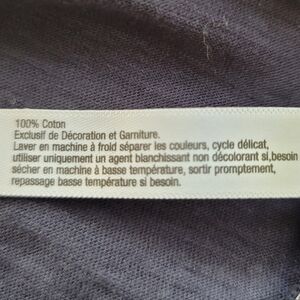 100% Coton
Exclusif de Décoration et Garniture.
Laver en machine à froid séparer les couleurs, cycle délicat,
utiliser uniquement un agent blanchissant non décolorant si,besoin
sécher en machine à basse température, sortir promptement,
repassage basse température si besoin.